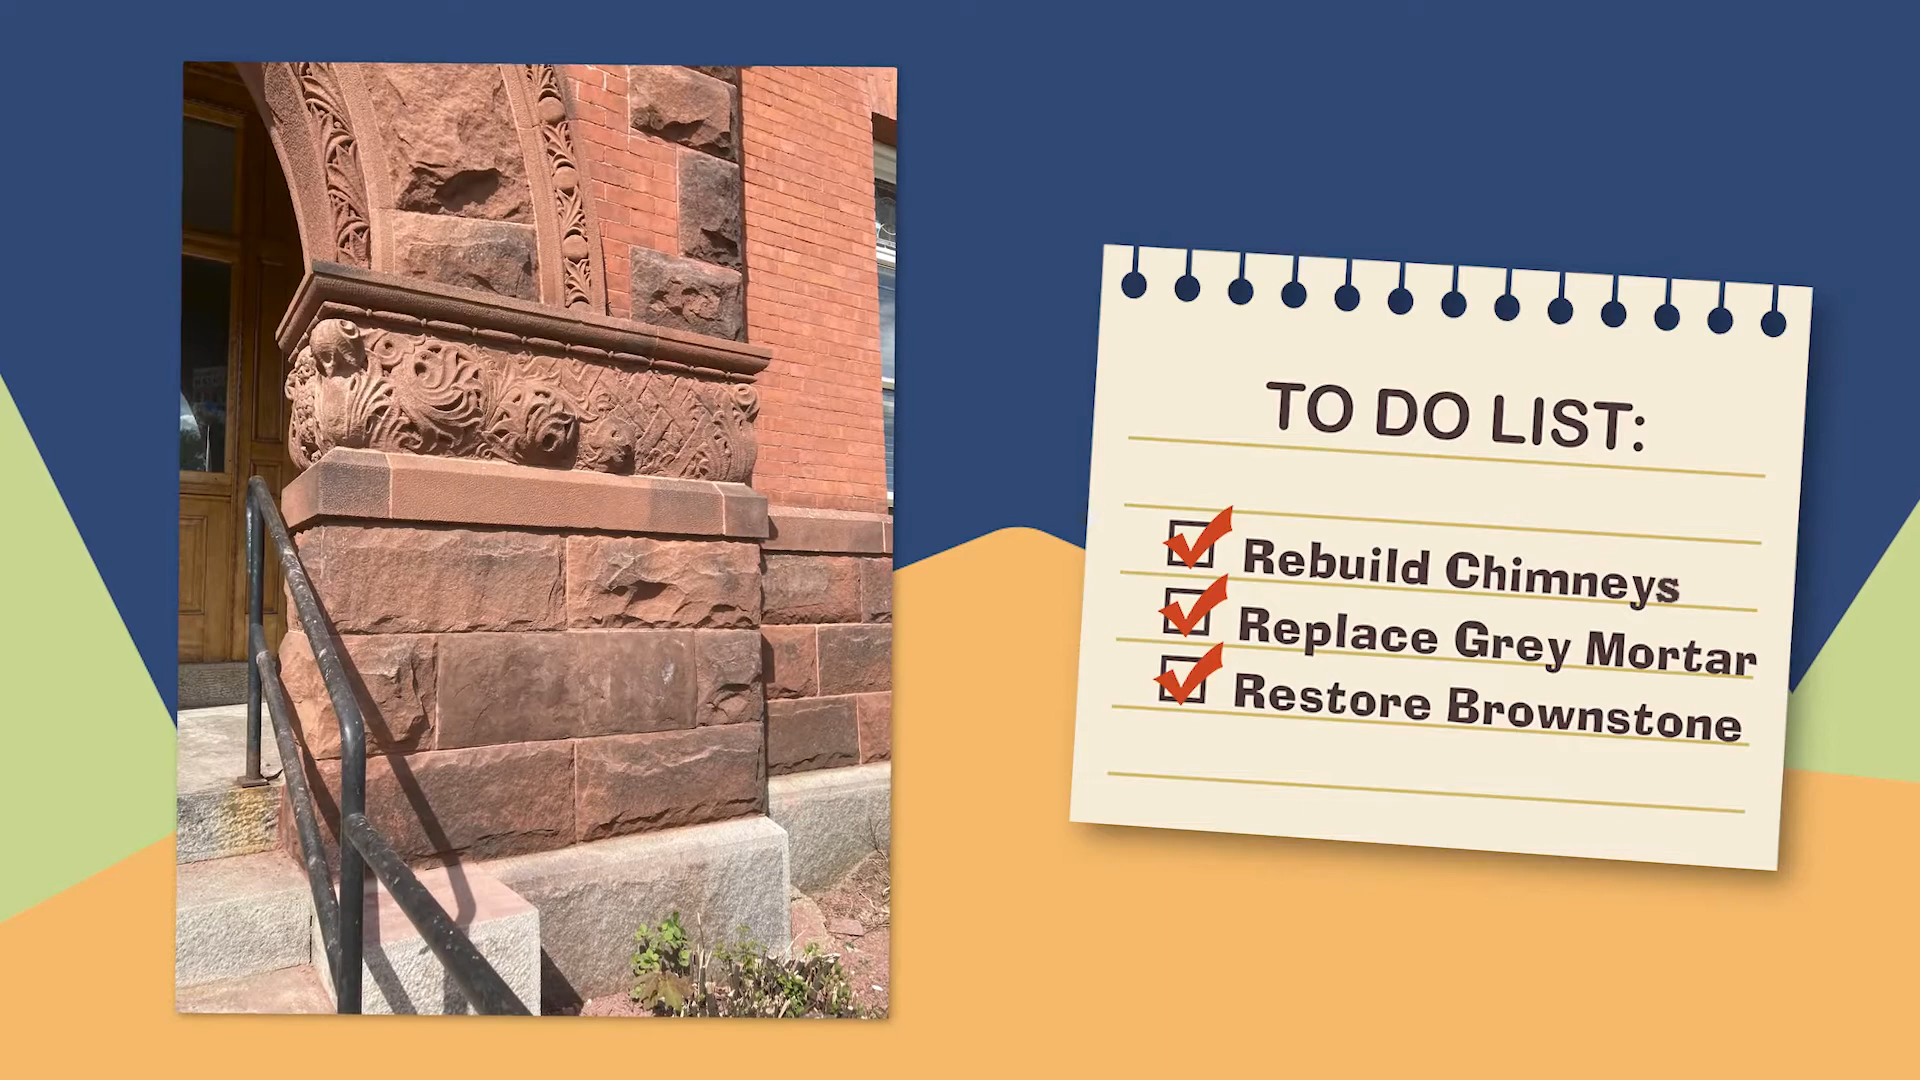 TO DO LIST:
Rebuild Chimneys
Replace Grey Mortar
Restore Brownstone